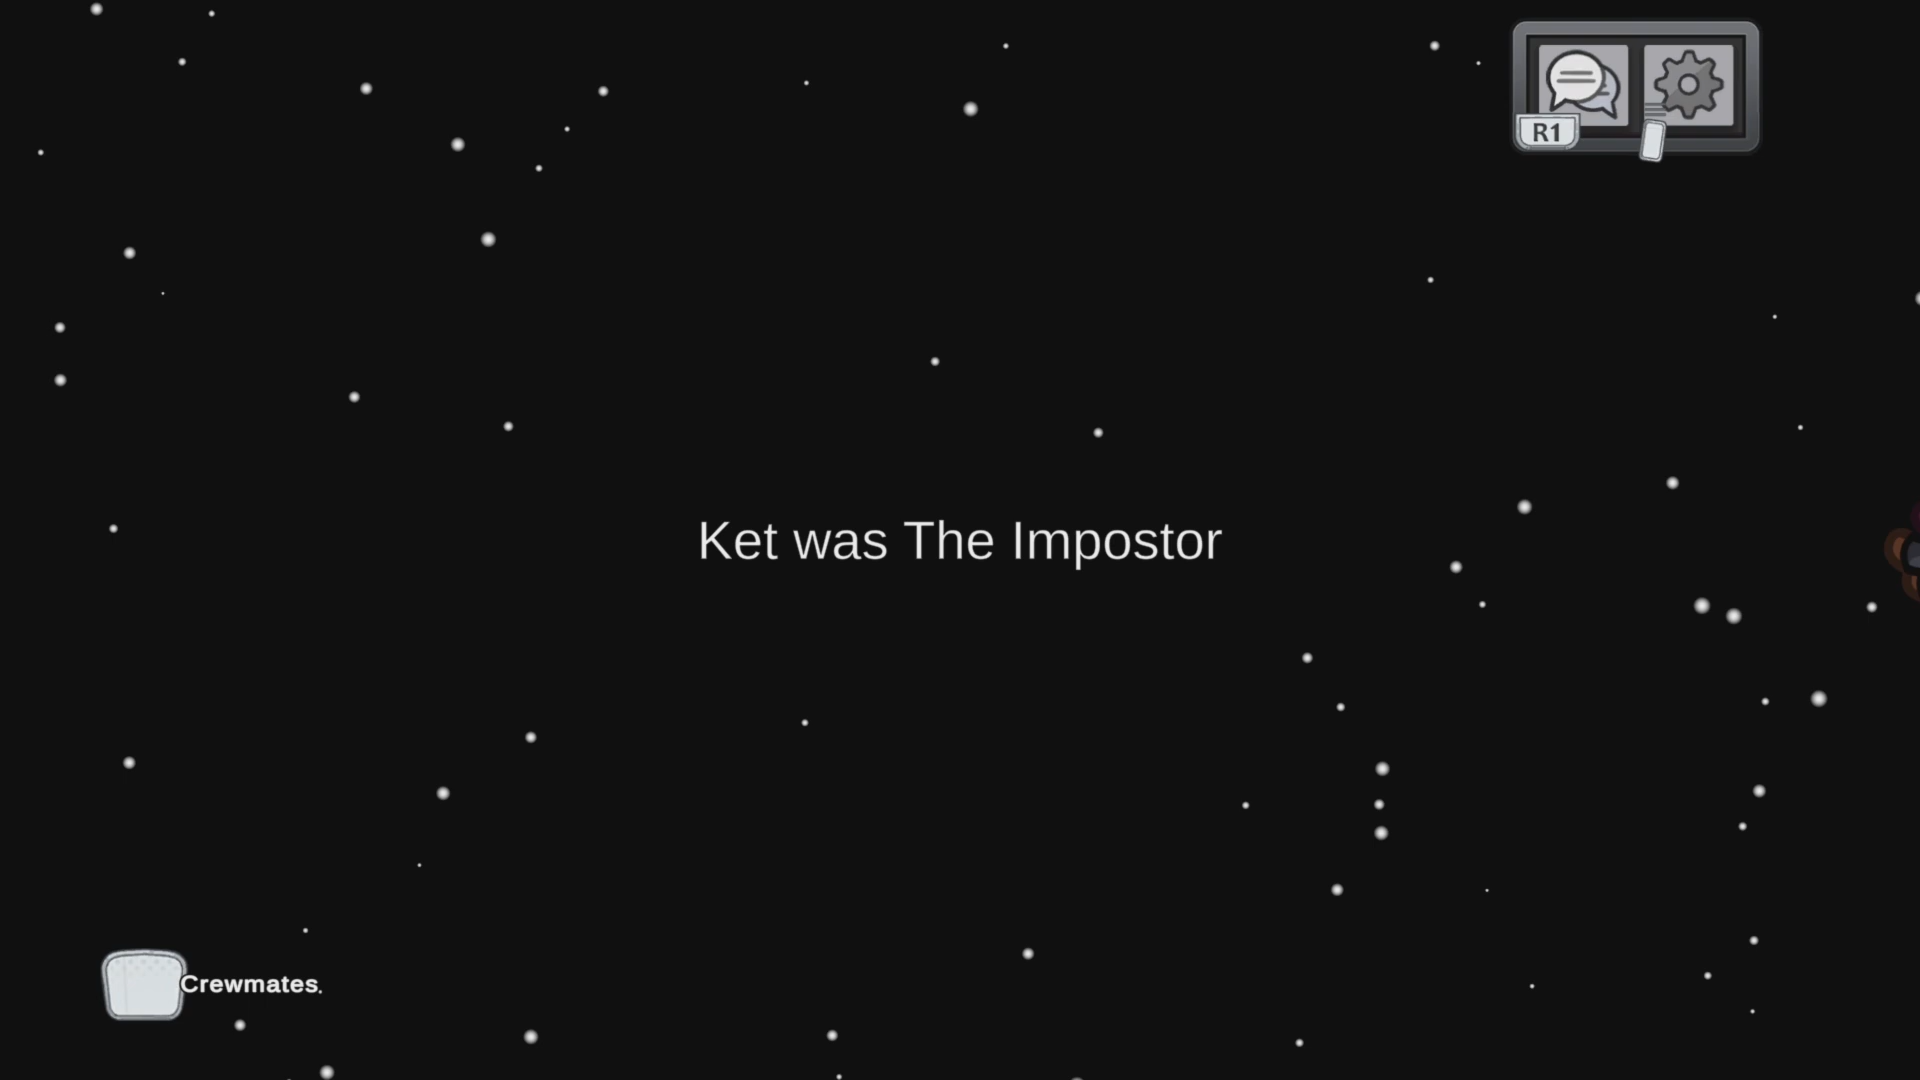 R1
Ket was The Impostor
Crewmates.